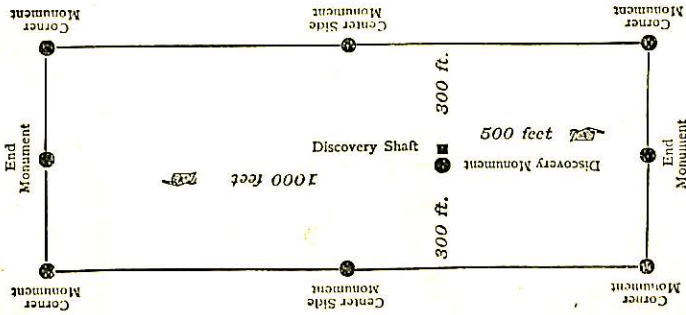 Corner
Monument
Center Side
Monument
Corner
Monument
End
Monument
300 ft.
500 feet
Discovery Shaft
Discovery Monument
1000 feet
300 ft.
End
Monument
Corner
Monument
Center Side
Monument
Corner
Monument